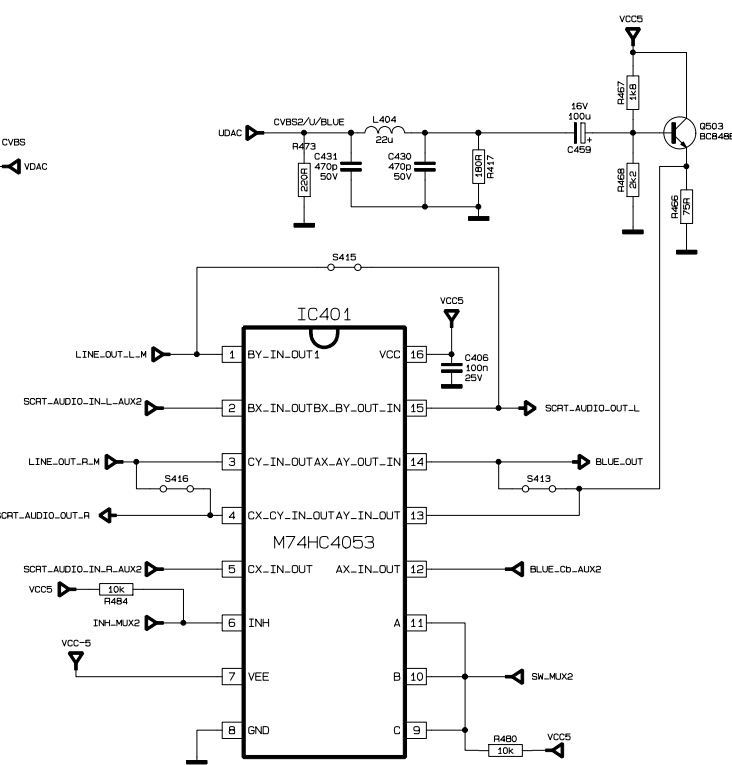 VCC5
R467
1k8
16V
100u
C459
Q503
CVBS
VDAC
UDAC
CVBS2/U/BLUE
L404
22u
R473
220R
C431
470p
50V
C430
470p
50V
180R
R417
R468
2k2
R466
75R
S415
IC401
VCC5
C406
100n
25V
LINE_OUT_L_M
1
BY_IN_OUT1
VCC
16
SCRT_AUDIO_IN_L_AUX2
2
BX_IN_OUT
BX_BY_OUT_IN
15
SCRT_AUDIO_OUT_L
LINE_OUT_R_M
3
CY_IN_OUT
AX_AY_OUT_IN
14
BLUE_OUT
S416
S413
4
CX_CY_IN_OUT
AY_IN_OUT
13
M74HC4053
SCRT_AUDIO_IN_R_AUX2
5
CX_IN_OUT
AX_IN_OUT
12
BLUE_Cb_AUX2
VCC5
10k
R484
INH_MUX2
6
INH
A
11
VCC-5
7
VEE
B
10
SW_MUX2
8
GND
C
9
R480
10k
VCC5